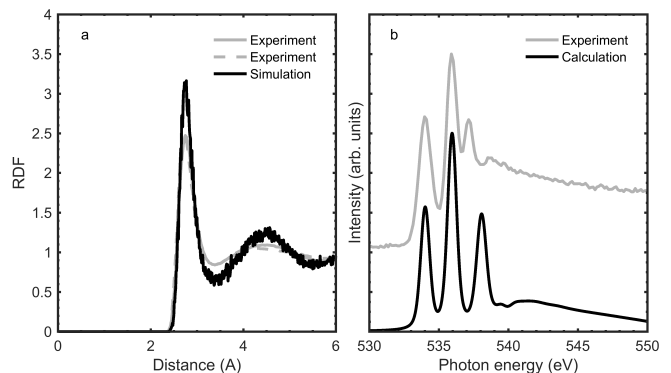 a
Experiment
Experiment
Simulation
4
3.5
3
2.5
2
1.5
1
0.5
0
RDF
0 2 4 6
Distance (A)
b
Experiment
Calculation
Intensity (arb. units)
530 535 540 545 550
Photon energy (eV)